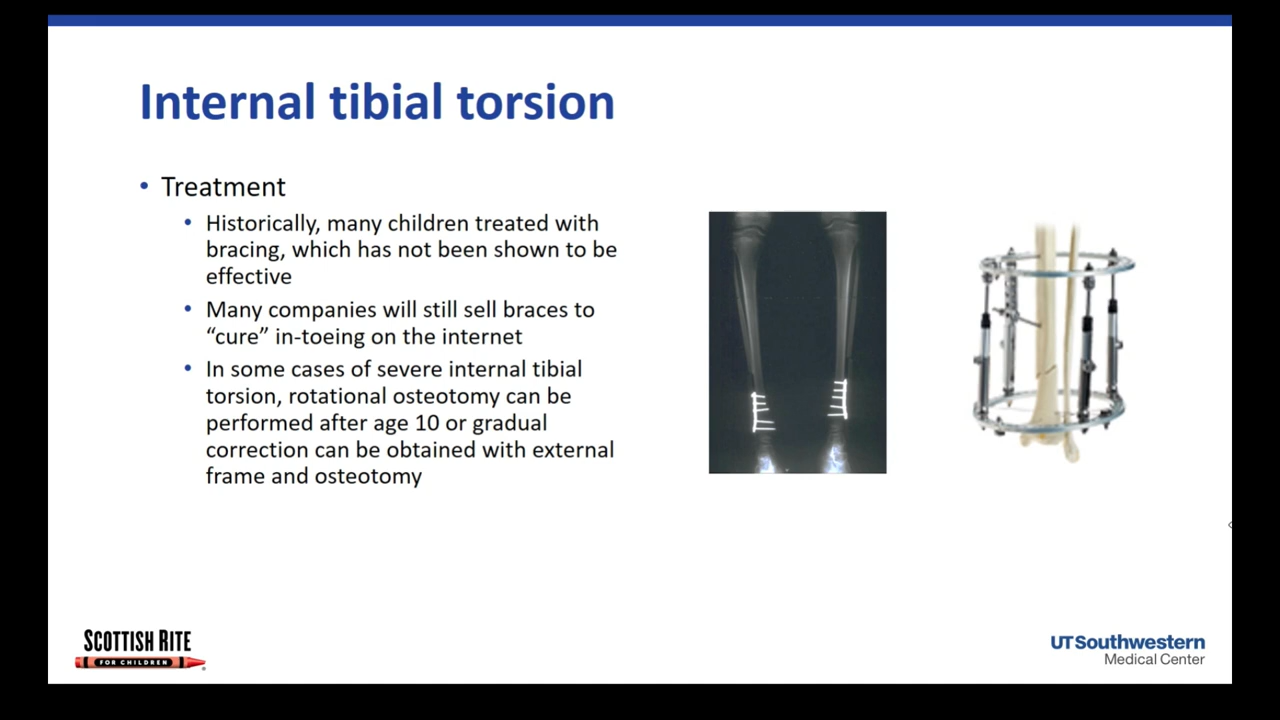 Internal tibial torsion
• Treatment
• Historically, many children treated with
bracing, which has not been shown to be
effective
• Many companies will still sell braces to
“cure” in-toeing on the internet
• In some cases of severe internal tibial
torsion, rotational osteotomy can be
performed after age 10 or gradual
correction can be obtained with external
frame and osteotomy
SCOTTISH RITE
FOR CHILDREN
UTSouthwestern
Medical Center